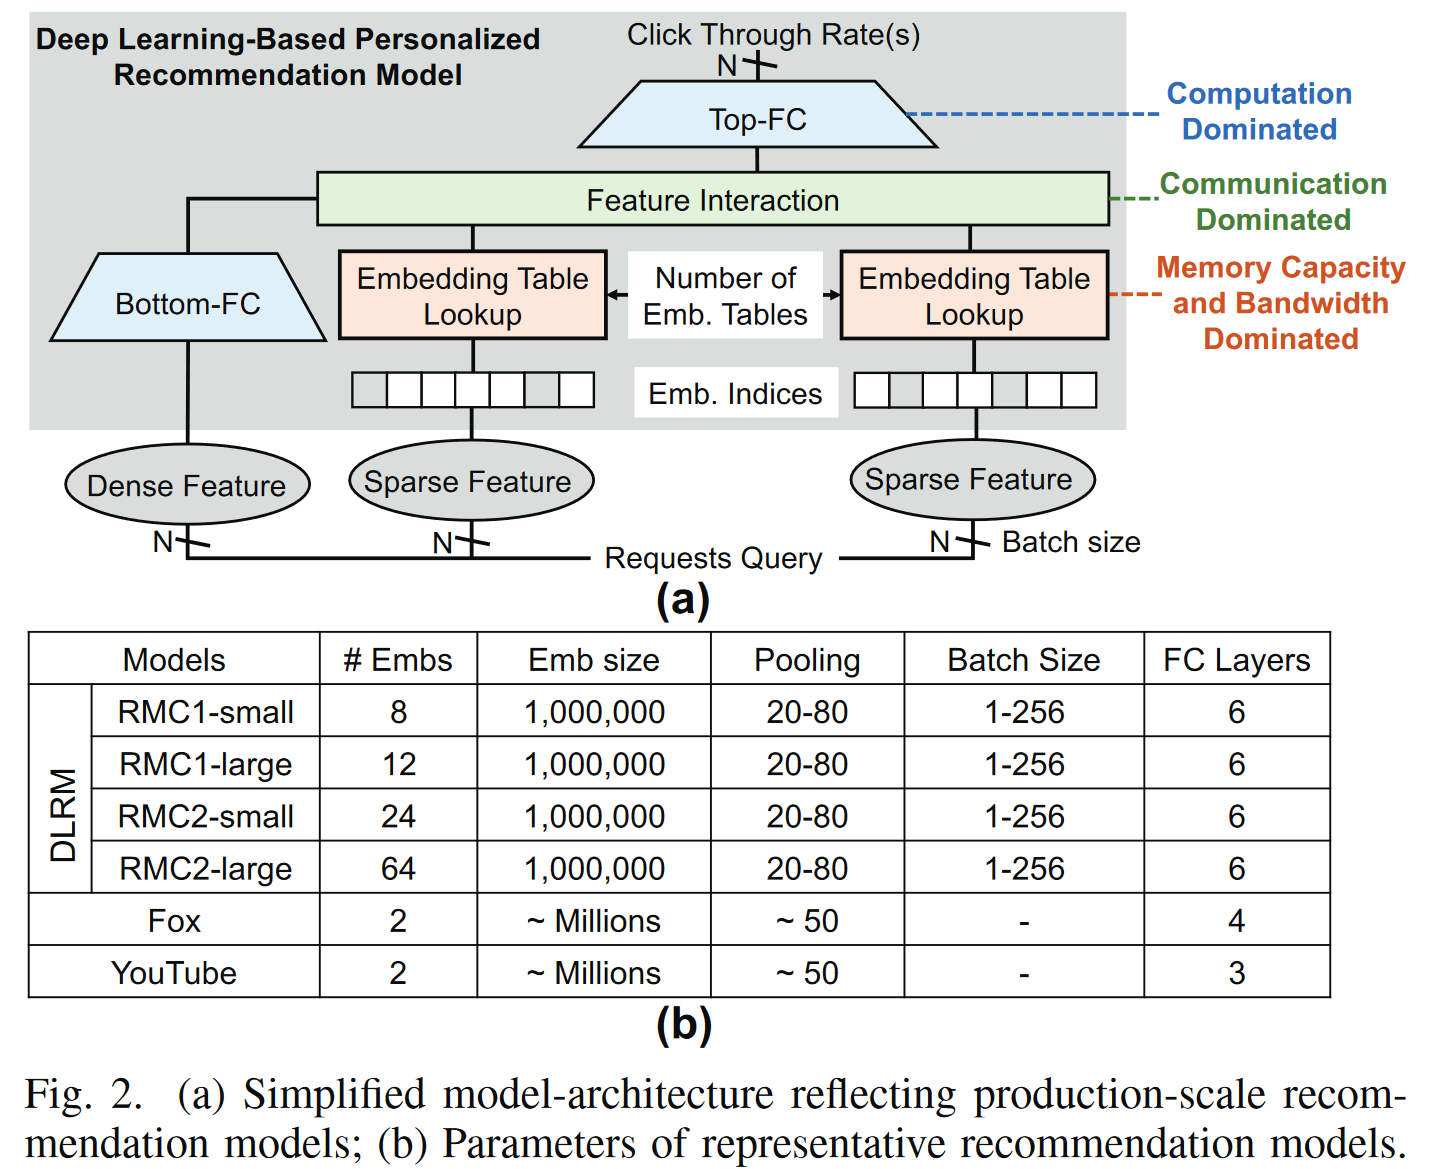 Deep Learning-Based Personalized
Recommendation Model
Click Through Rate(s)
N
Top-FC
Computation
Dominated
Feature Interaction
Communication
Dominated
Bottom-FC
Embedding Table
Lookup
Number of
Emb. Tables
Embedding Table
Lookup
Memory Capacity
and Bandwidth
Dominated
Emb. Indices
Dense Feature
Sparse Feature
Sparse Feature
N
N
N
Batch size
Requests Query
(a)
Models # Embs Emb size Pooling Batch Size FC Layers
DLRM
RMC1-small 8 1,000,000 20-80 1-256 6
RMC1-large 12 1,000,000 20-80 1-256 6
RMC2-small 24 1,000,000 20-80 1-256 6
RMC2-large 64 1,000,000 20-80 1-256 6
Fox 2 ~ Millions ~ 50 - 4
YouTube 2 ~ Millions ~ 50 - 3
(b)
Fig. 2. (a) Simplified model-architecture reflecting production-scale recom-
mendation models; (b) Parameters of representative recommendation models.